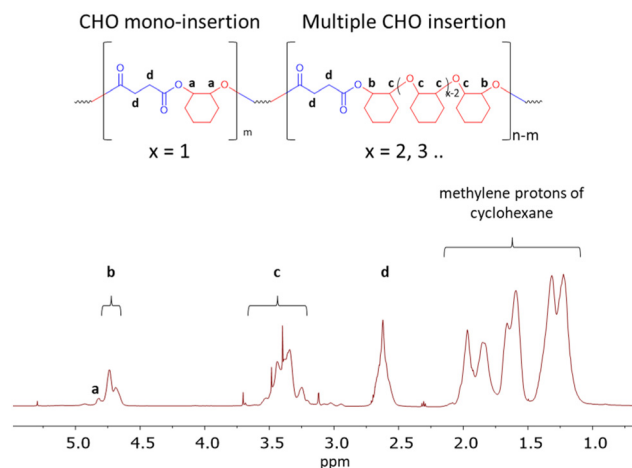 CHO mono-insertion Multiple CHO insertion
O d O a a O O d O b c O c c O c b O
d O m d O x-2 n-m
x = 1 x = 2, 3 ..
methylene protons of
cyclohexane
b c d
a
5.0 4.5 4.0 3.5 3.0 2.5 2.0 1.5 1.0
ppm